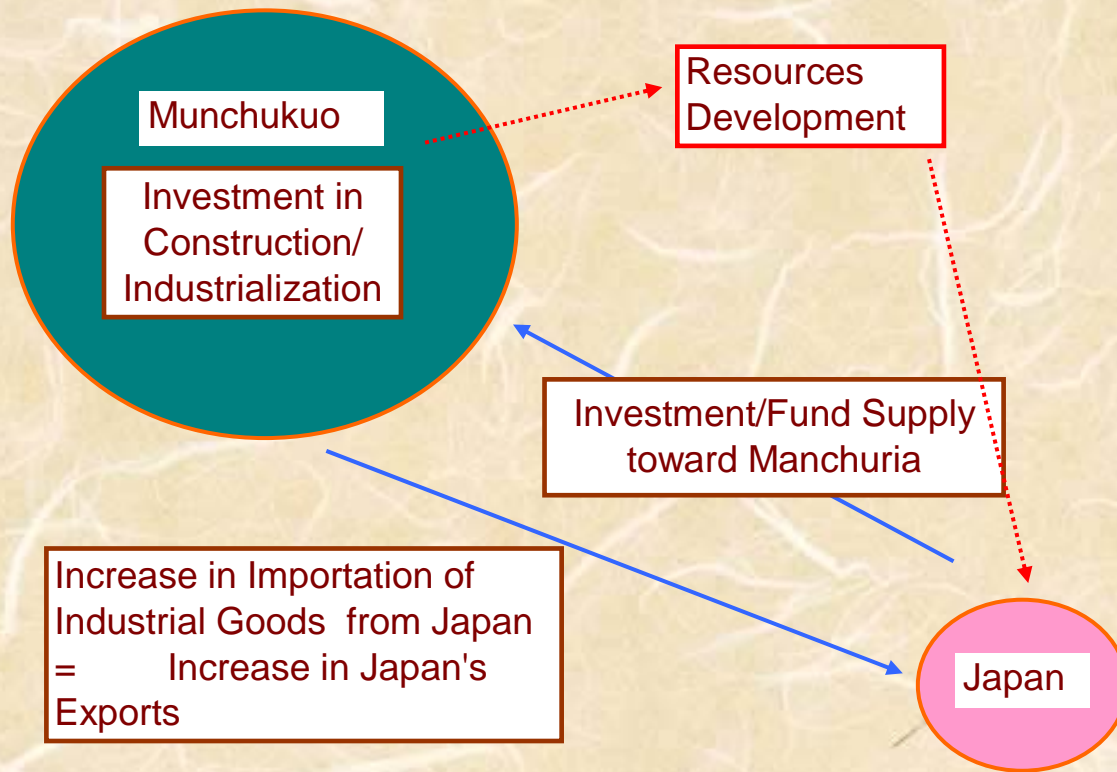 Munchukuo
Investment in
Construction/
Industrialization
Resources
Development
Investment/Fund Supply
toward Manchuria
Increase in Importation of
Industrial Goods  from Japan
=        Increase in Japan's
Exports
Japan